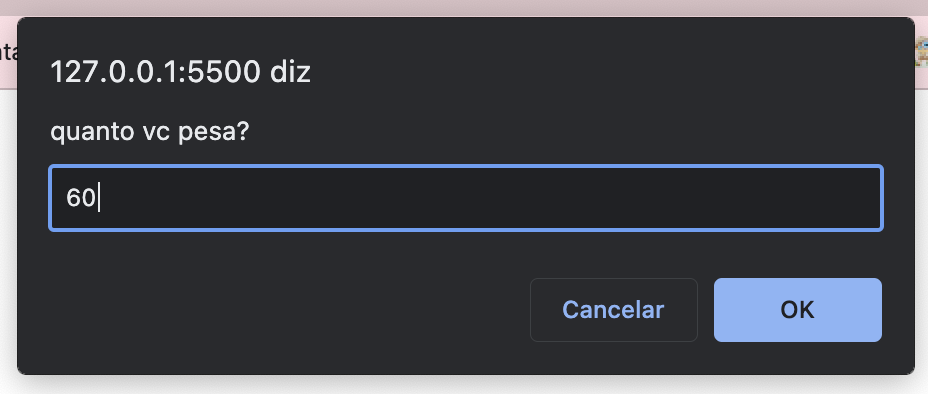 127.0.0.1:5500 diz
quanto vc pesa?
60
Cancelar
OK